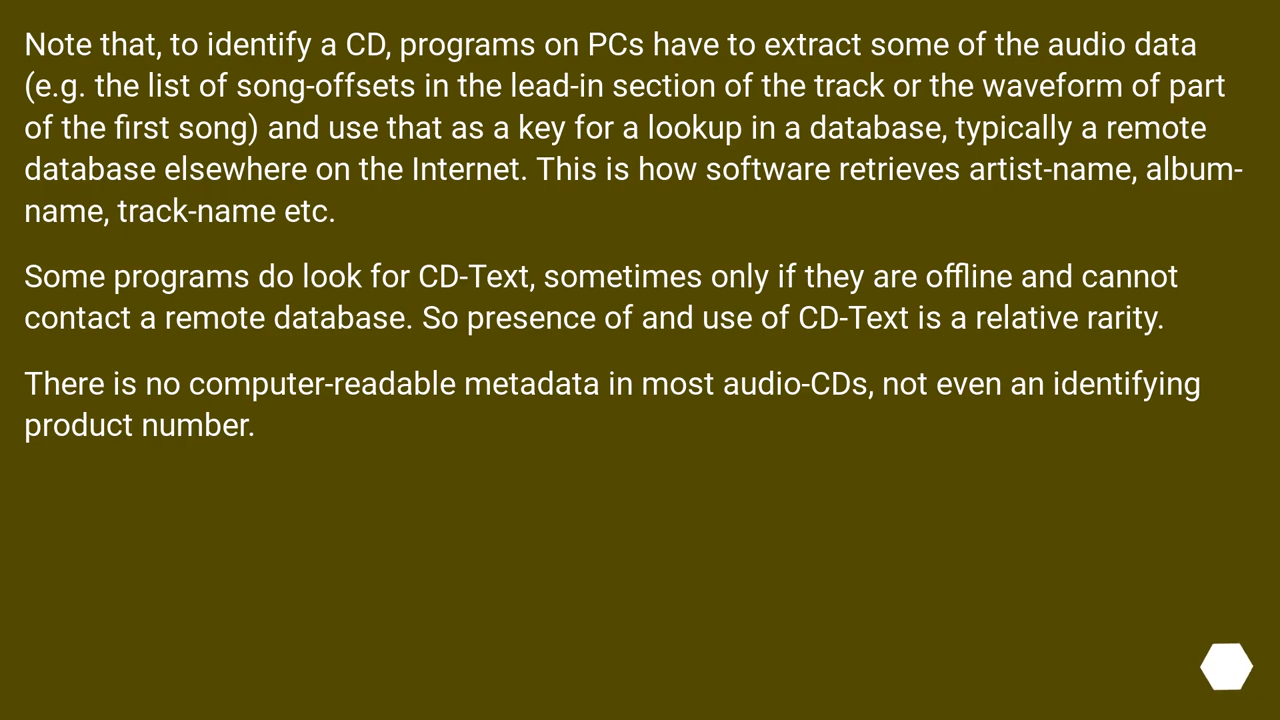 Note that, to identify a CD, programs on PCs have to extract some of the audio data
(e.g. the list of song-offsets in the lead-in section of the track or the waveform of part
of the first song) and use that as a key for a lookup in a database, typically a remote
database elsewhere on the Internet. This is how software retrieves artist-name, album-
name, track-name etc.
Some programs do look for CD-Text, sometimes only if they are offline and cannot
contact a remote database. So presence of and use of CD-Text is a relative rarity.
There is no computer-readable metadata in most audio-CDs, not even an identifying
product number.